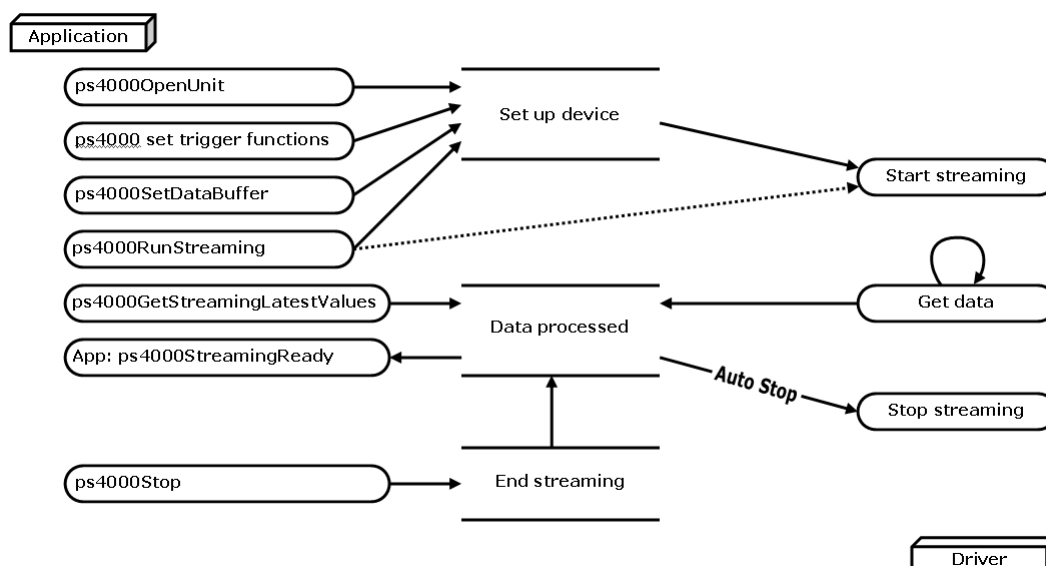 Application
ps4000OpenUnit
ps4000 set trigger functions
ps4000SetDataBuffer
ps4000RunStreaming
Set up device
Start streaming
ps4000GetStreamingLatestValues
App: ps4000StreamingReady
Data processed
Get data
Auto Stop
Stop streaming
ps4000Stop
End streaming
Driver